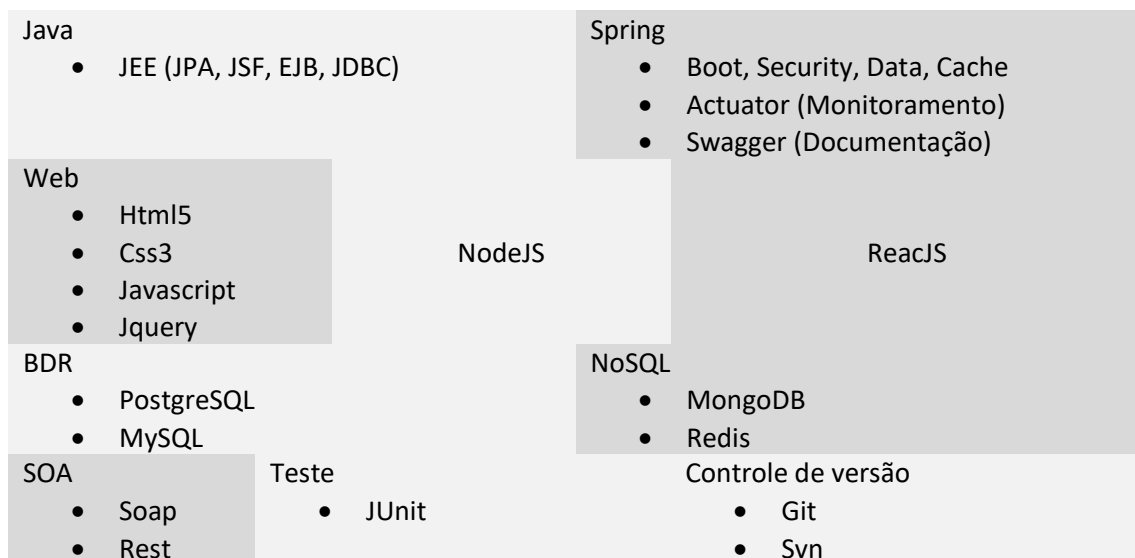 Java
• JEE (JPA, JSF, EJB, JDBC)
Spring
• Boot, Security, Data, Cache
• Actuator (Monitoramento)
• Swagger (Documentação)
Web
• Html5
• Css3
• Javascript
• Jquery
NodeJS
ReacJS
BDR
• PostgreSQL
• MySQL
NoSQL
• MongoDB
• Redis
SOA
• Soap
• Rest
Teste
• JUnit
Controle de versão
• Git
• Svn